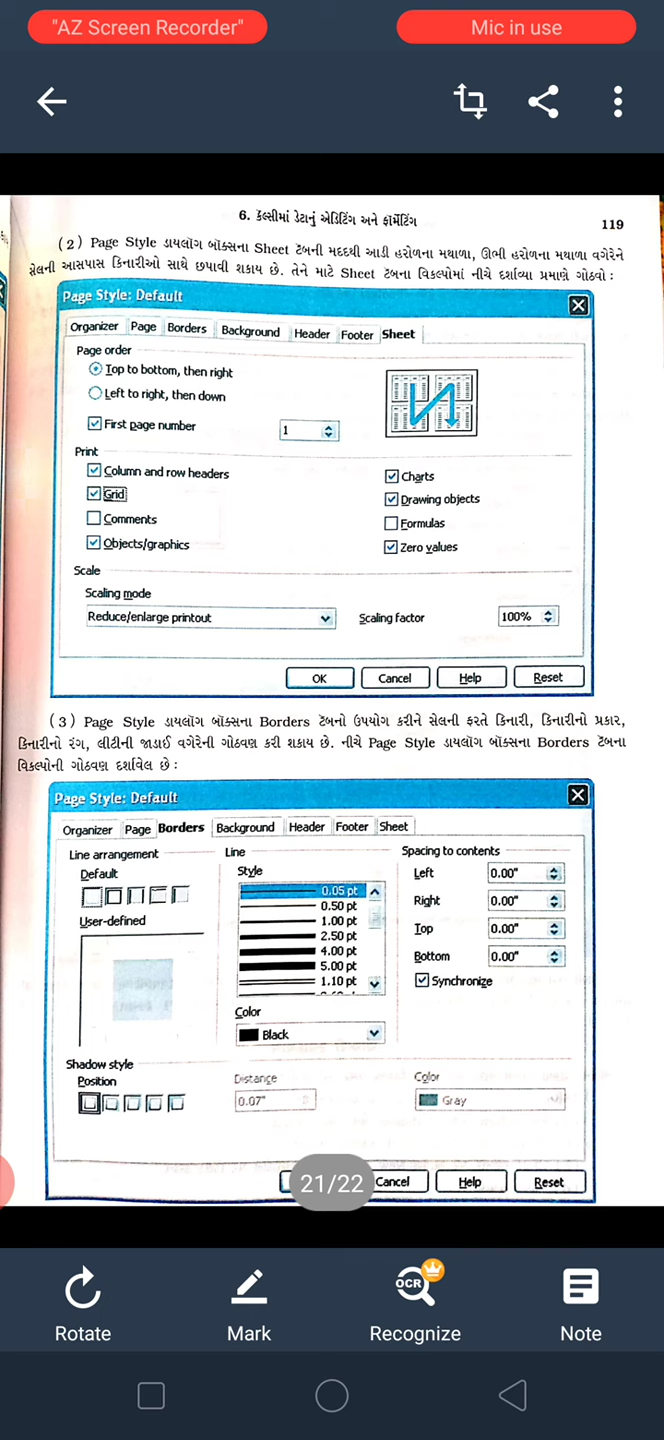 "AZ Screen Recorder"
Mic in use
6. કૅલ્સીમાં ડેટાનું એડિટિંગ અને ફૉર્મેટિંગ
119
(2) Page Style ડાયલૉગ બૉક્સના Sheet ટૅબની મદદથી આડી હરોળના મથાળા, ઊભી હરોળના મથાળા વગેરેને
સેલની આસપાસ કિનારીઓ સાથે છપાવી શકાય છે. તેને માટે Sheet ટૅબના વિકલ્પોમાં નીચે દર્શાવ્યા પ્રમાણે ગોઠવો :
Page Style: Default
Organizer Page Borders Background Header Footer Sheet
Page order
Top to bottom, then right
Left to right, then down
First page number 1
Print
Column and row headers
Grid
Comments
Objects/graphics
Charts
Drawing objects
Formulas
Zero values
Scale
Scaling mode
Reduce/enlarge printout Scaling factor 100%
OK Cancel Help Reset
(3) Page Style ડાયલૉગ બૉક્સના Borders ટૅબનો ઉપયોગ કરીને સેલની ફરતે કિનારી, કિનારીનો પ્રકાર,
કિનારીનો રંગ, લીટીની જાડાઈ વગેરેની ગોઠવણ કરી શકાય છે. નીચે Page Style ડાયલૉગ બૉક્સના Borders ટૅબના
વિકલ્પોની ગોઠવણ દર્શાવેલ છે :
Page Style: Default
Organizer Page Borders Background Header Footer Sheet
Line arrangement
Default
User-defined
Line
Style
0.05 pt
0.50 pt
1.00 pt
2.50 pt
4.00 pt
5.00 pt
1.10 pt
Color
Black
Spacing to contents
Left 0.00"
Right 0.00"
Top 0.00"
Bottom 0.00"
Synchronize
Shadow style
Position
Distance
0.07"
Color
Gray
21/22
Cancel Help Reset
Rotate
Mark
OCR
Recognize
Note